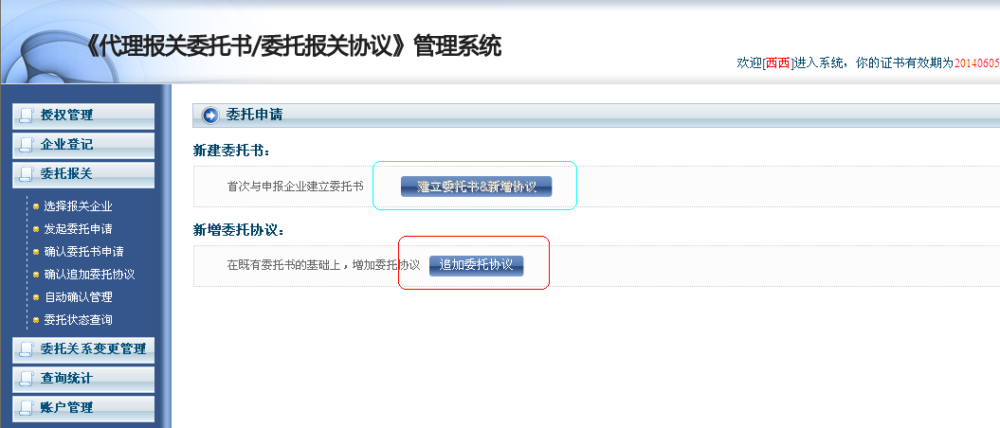 《代理报关委托书/委托报关协议》管理系统
欢迎[西西]进入系统，你的证书有效期为20140605
授权管理
企业登记
委托报关
选择报关企业
发起委托申请
确认委托书申请
确认追加委托协议
自动确认管理
委托状态查询
委托关系变更管理
查询统计
账户管理
委托申请
新建委托书：
首次与申报企业建立委托书 建立委托书&新增协议
新增委托协议：
在既有委托书的基础上，增加委托协议 追加委托协议